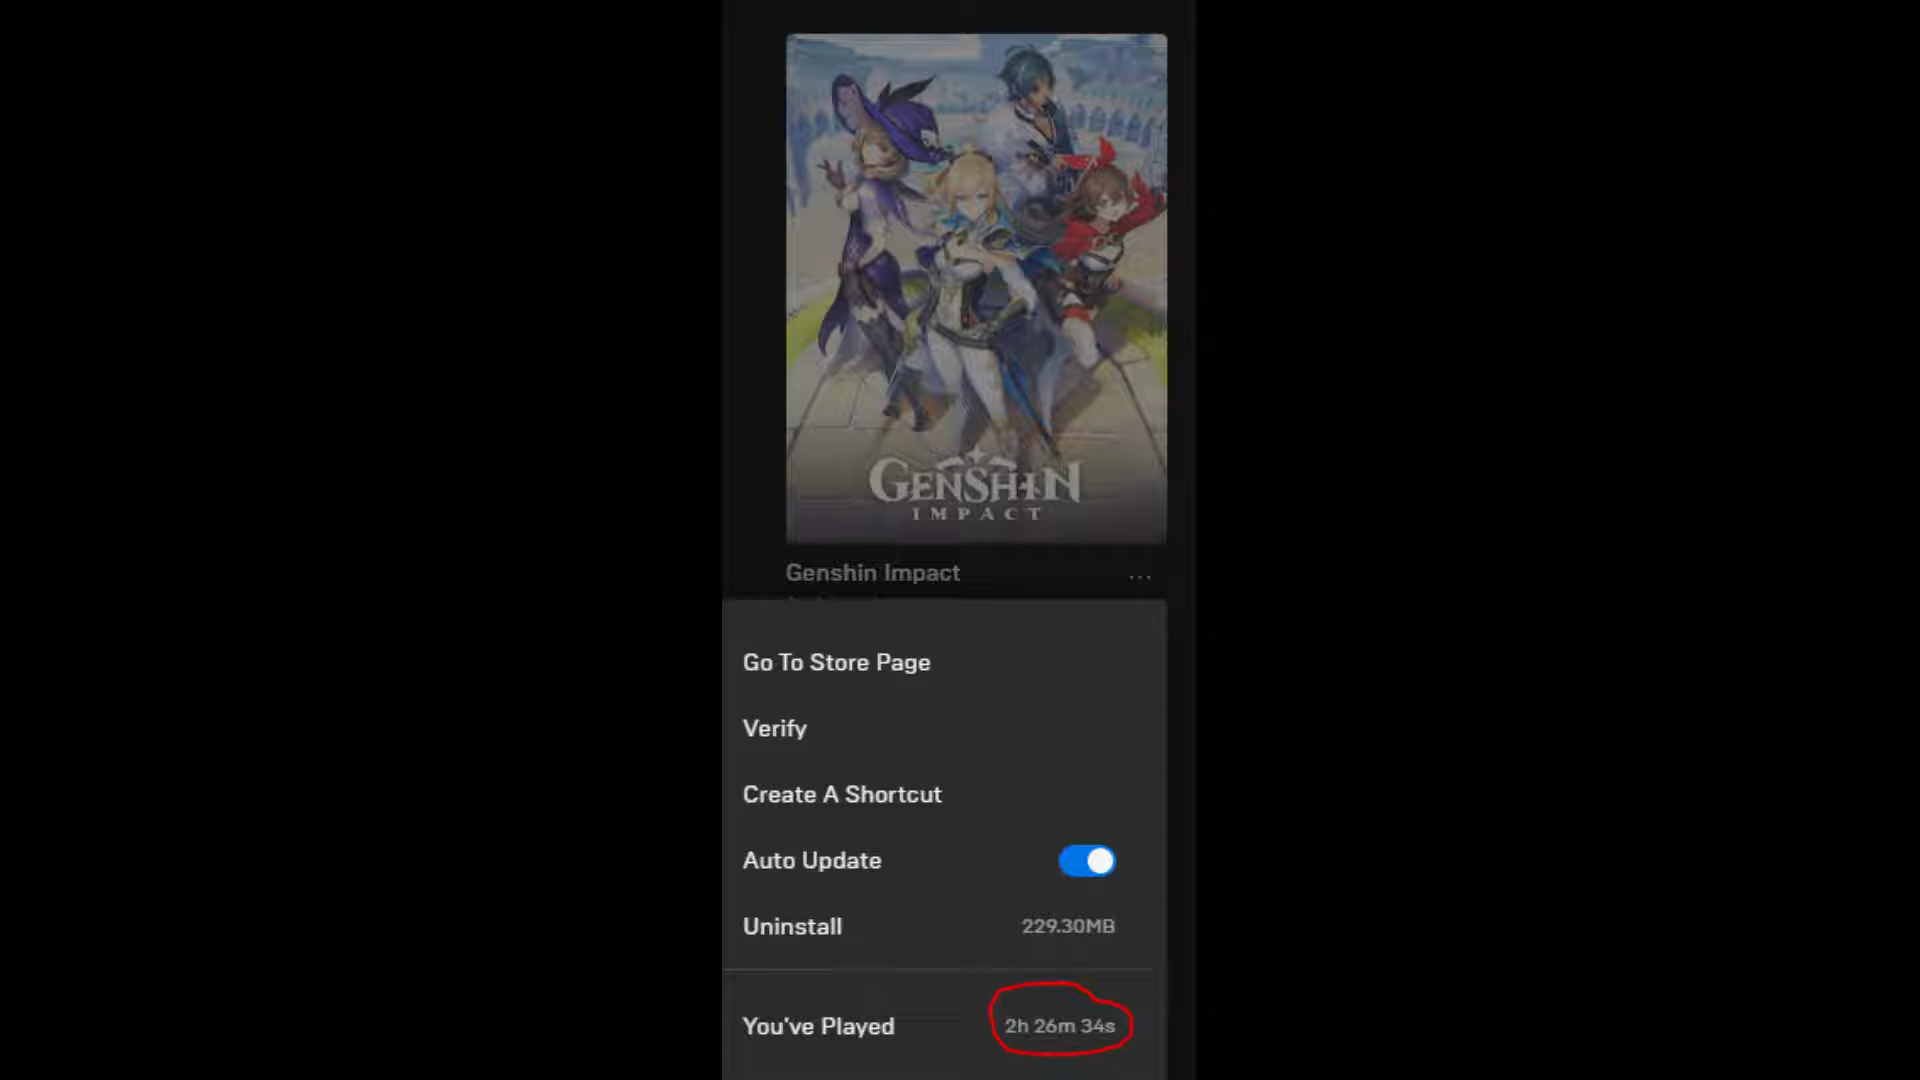 GENSHIN
IMPACT
Genshin Impact
...
Go To Store Page
Verify
Create A Shortcut
Auto Update
Uninstall 229.30MB
You've Played 2h 26m 34s